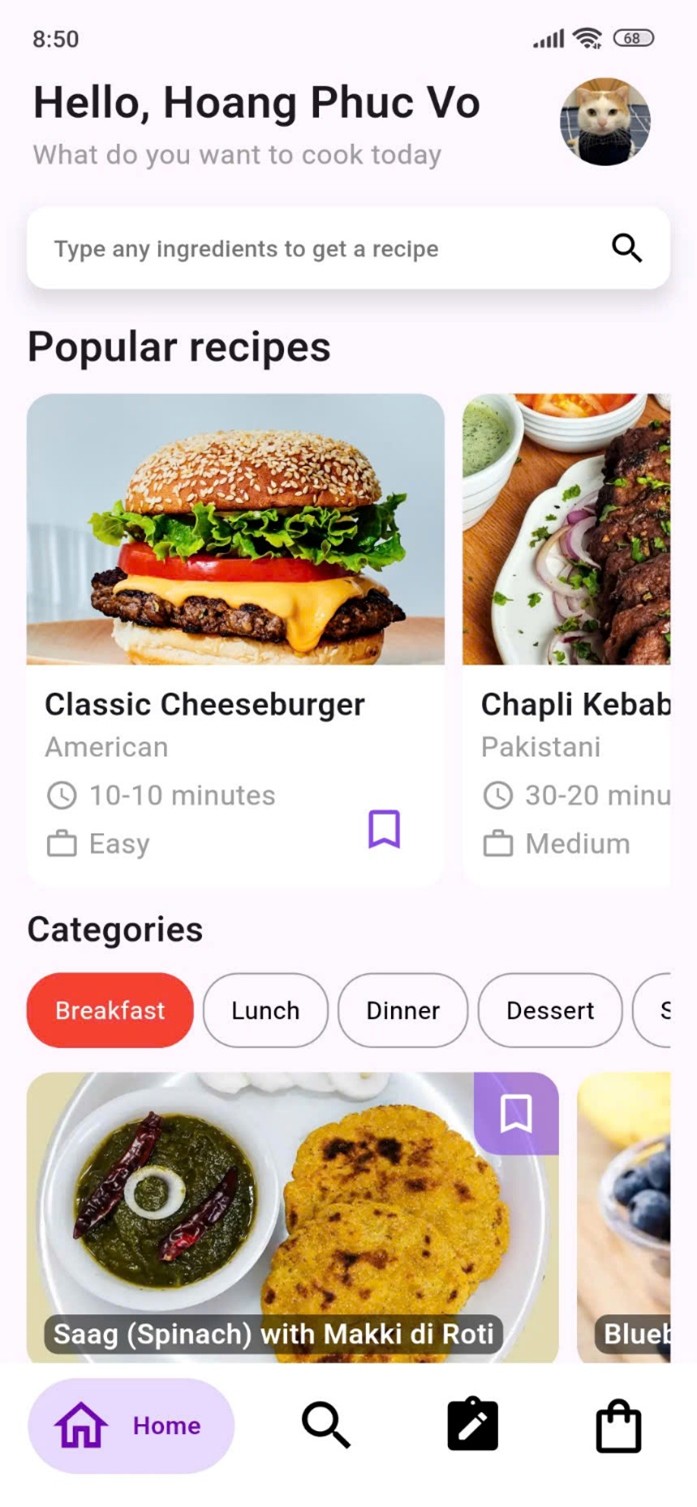 8:50
68
Hello, Hoang Phuc Vo
What do you want to cook today
Type any ingredients to get a recipe
Popular recipes
Classic Cheeseburger
American
10-10 minutes
Easy
Chapli Kebab
Pakistani
30-20 minu
Medium
Categories
Breakfast
Lunch
Dinner
Dessert
S
Saag (Spinach) with Makki di Roti
Blueb
Home